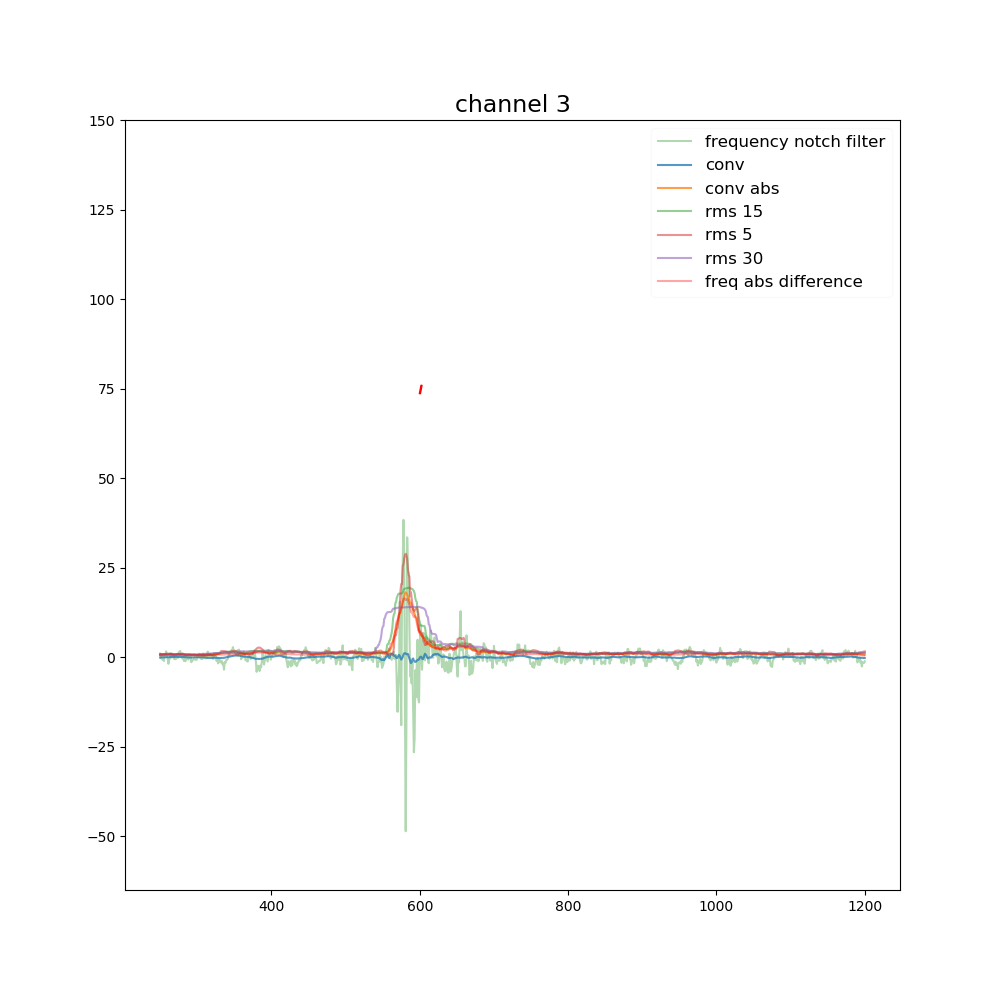 channel 3
150
125
100
75
50
25
0
−25
−50
400
600
800
1000
1200
frequency notch filter
conv
conv abs
rms 15
rms 5
rms 30
freq abs difference